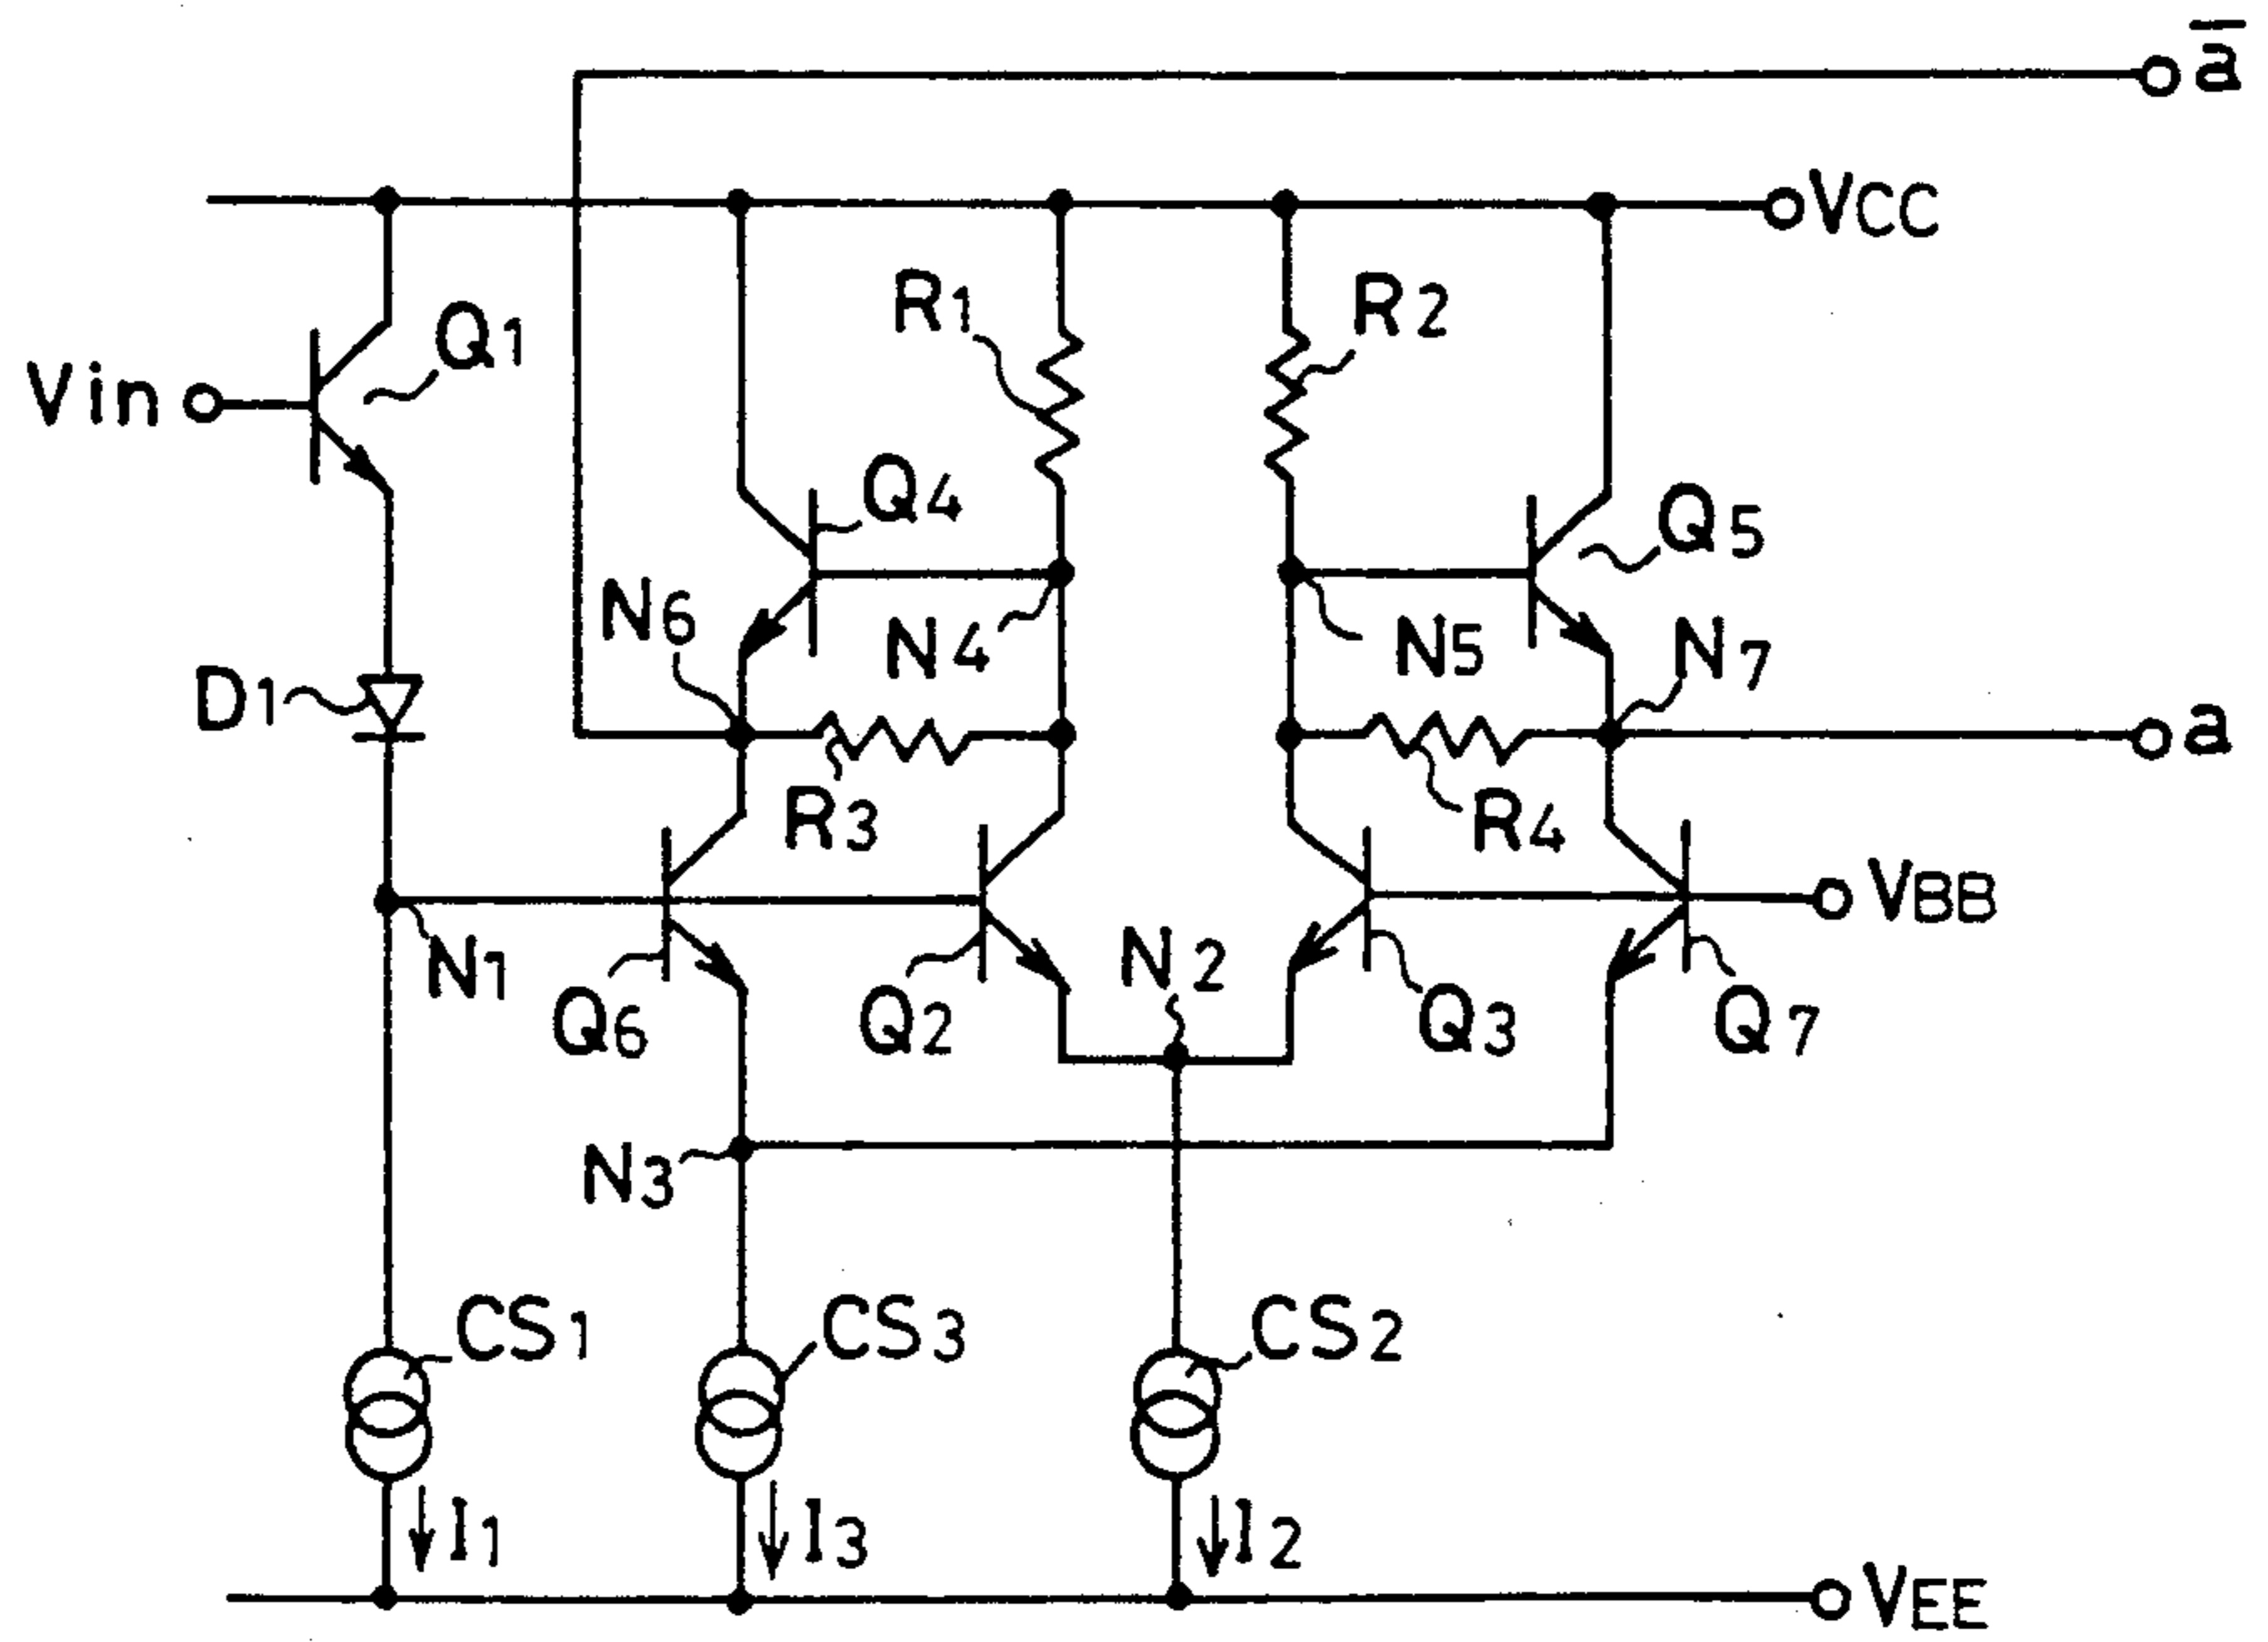 a̅
VCC
R1
R2
Q1
Vin
Q4
Q5
N6
N4
N5
N7
D1
R3
R4
VBB
N1
N2
Q6
Q2
Q3
Q7
N3
CS1
CS3
CS2
I1
I3
I2
VEE
a